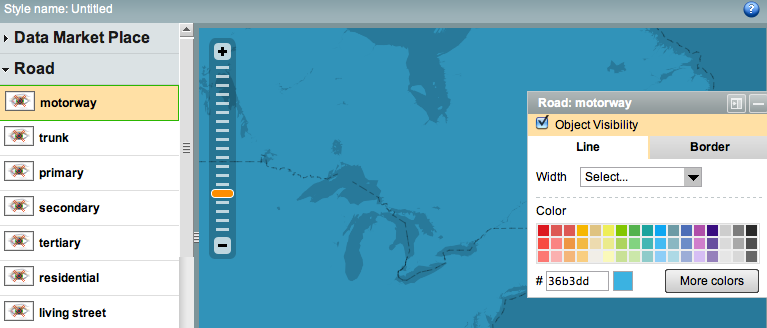 Style name: Untitled
?
Data Market Place
Road
motorway
trunk
primary
secondary
tertiary
residential
living street
Road: motorway
Object Visibility
Line Border
Width Select...
Color
# 36b3dd More colors